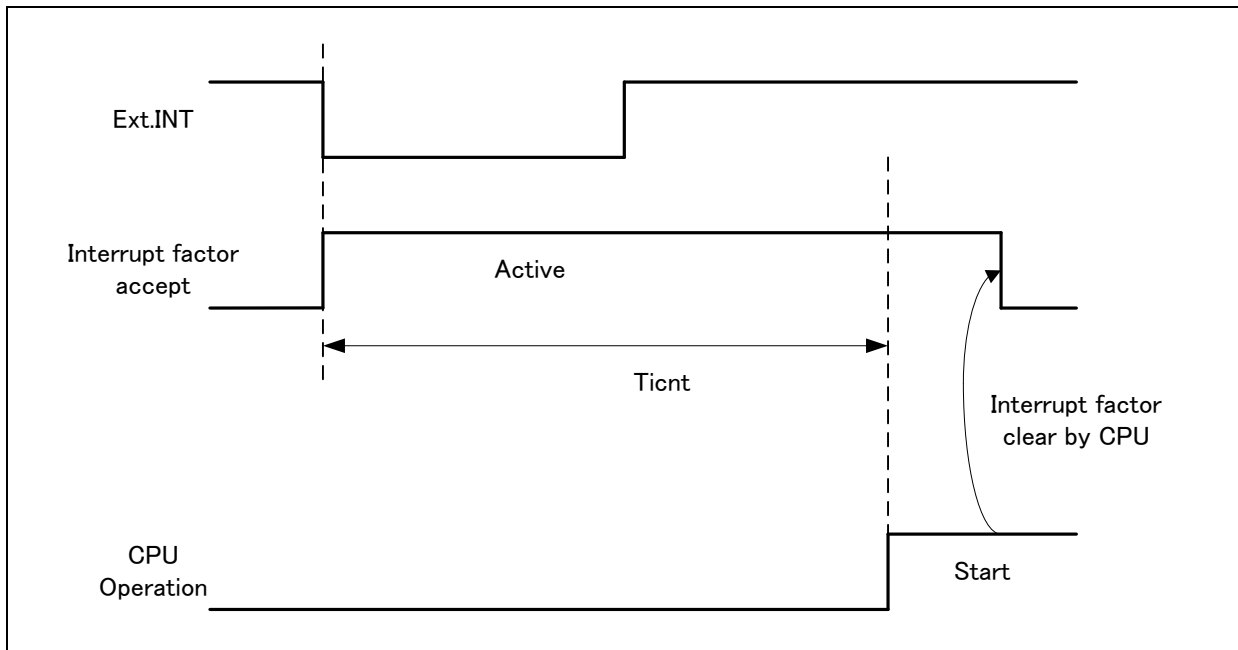 Ext.INT
Interrupt factor
accept
Active
Ticnt
Interrupt factor
clear by CPU
CPU
Operation
Start